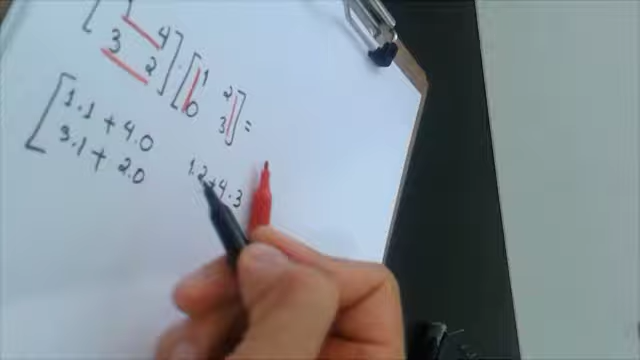 [1 4
3 2] · [1 2
0 3] =
[1.1 + 4.0 1.2+4.3
3.1 + 2.0